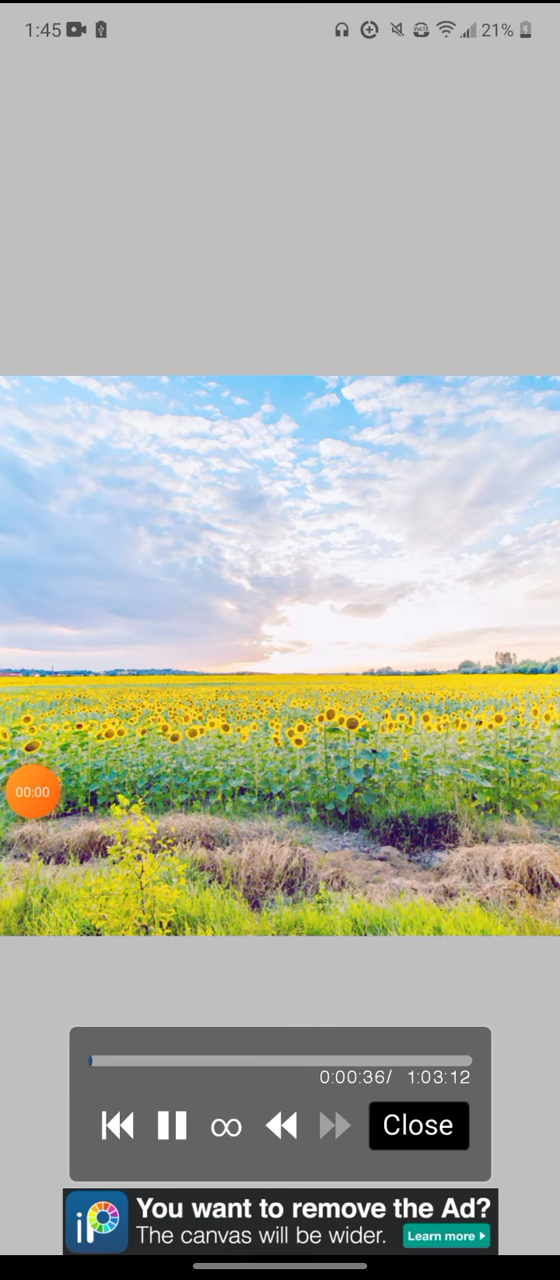 1:45
21%
00:00
0:00:36/ 1:03:12
Close
You want to remove the Ad?
The canvas will be wider.
Learn more